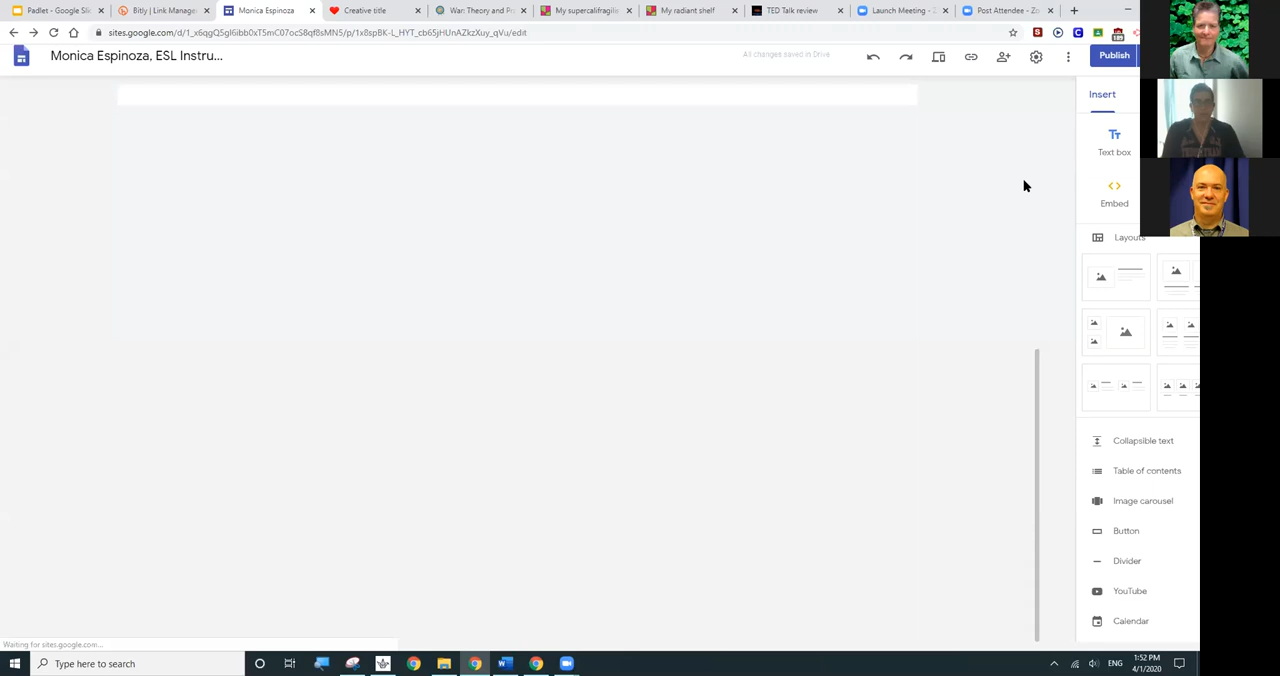 Padlet - Google Sli
Bitly | Link Manage
Monica Espinoza
Creative title
War: Theory and Pr
My supercalifragilis
My radiant shelf
TED Talk review
Launch Meeting - Z
Post Attendee - Zo
sites.google.com/d/1_x6qgQ5gl6ibb0xT5mC07ocS8qf8sMN5/p/1x8spBK-L_HYT_cb65jHUnAZkzXuy_qVu/edit
Monica Espinoza, ESL Instru...
All changes saved in Drive
Publish
Insert
Text box
Embed
Layouts
Collapsible text
Table of contents
Image carousel
Button
Divider
YouTube
Calendar
Waiting for sites.google.com...
Type here to search
ENG
1:52 PM
4/1/2020